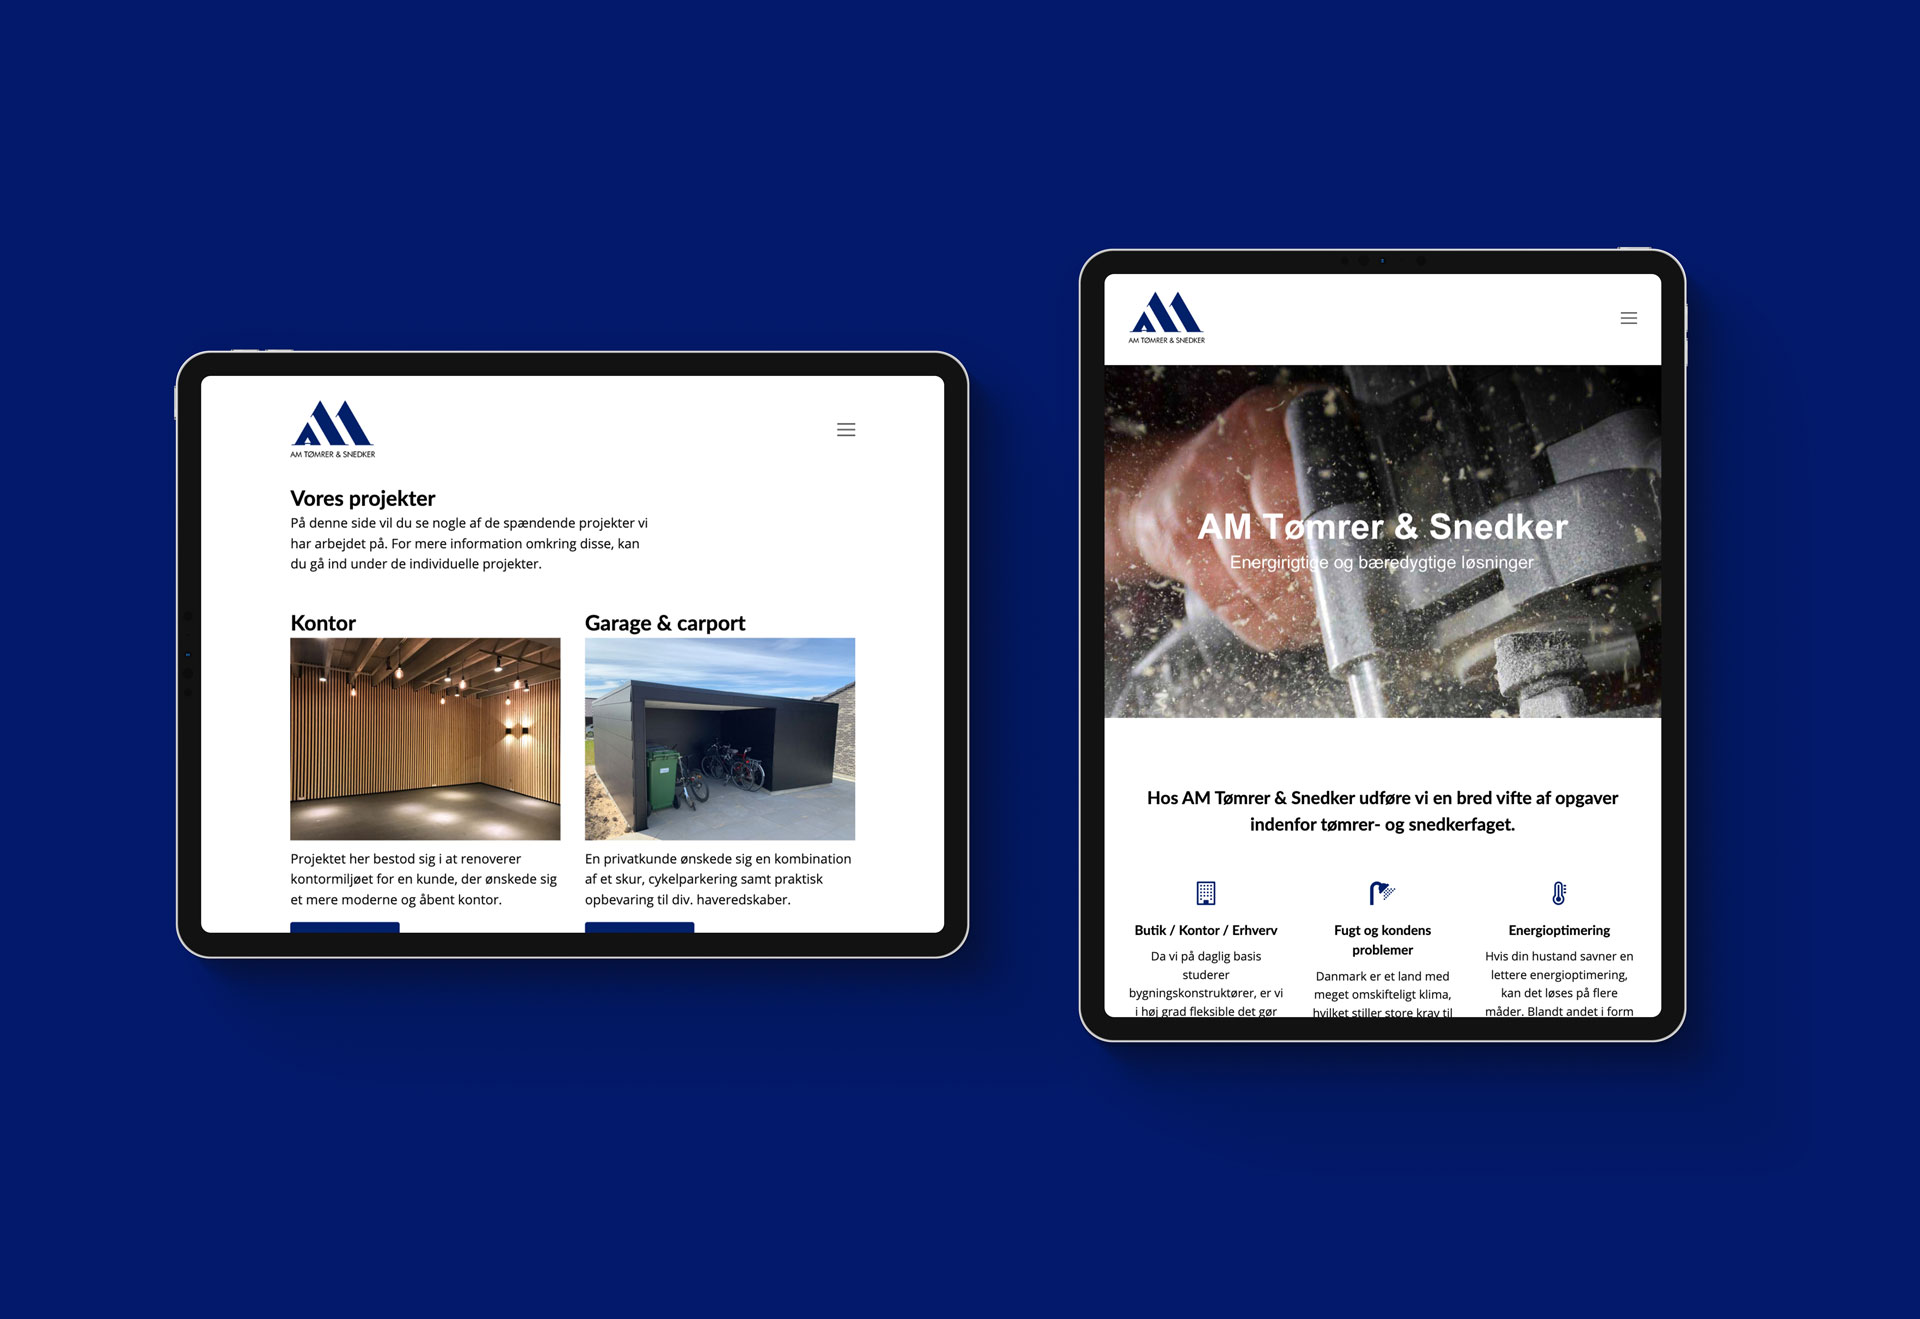 AM TØMRER & SNEDKER
Vores projekter
På denne side vil du se nogle af de spændende projekter vi
har arbejdet på. For mere information omkring disse, kan
du gå ind under de individuelle projekter.
Kontor
Projektet her bestod sig i at renoverer
kontormiljøet for en kunde, der ønskede sig
et mere moderne og åbent kontor.
Garage & carport
En privatkunde ønskede sig en kombination
af et skur, cykelparkering samt praktisk
opbevaring til div. haveredskaber.
AM TØMRER & SNEDKER
AM Tømrer & Snedker
Energirigtige og bæredygtige løsninger
Hos AM Tømrer & Snedker udføre vi en bred vifte af opgaver
indenfor tømrer- og snedkerfaget.
Butik / Kontor / Erhverv
Da vi på daglig basis
studerer
bygningskonstruktører, er vi
i høj grad fleksible det gør
Fugt og kondens
problemer
Danmark er et land med
meget omskifteligt klima,
hvilket stiller store krav til
Energioptimering
Hvis din hustand savner en
lettere energioptimering,
kan det løses på flere
måder. Blandt andet i form